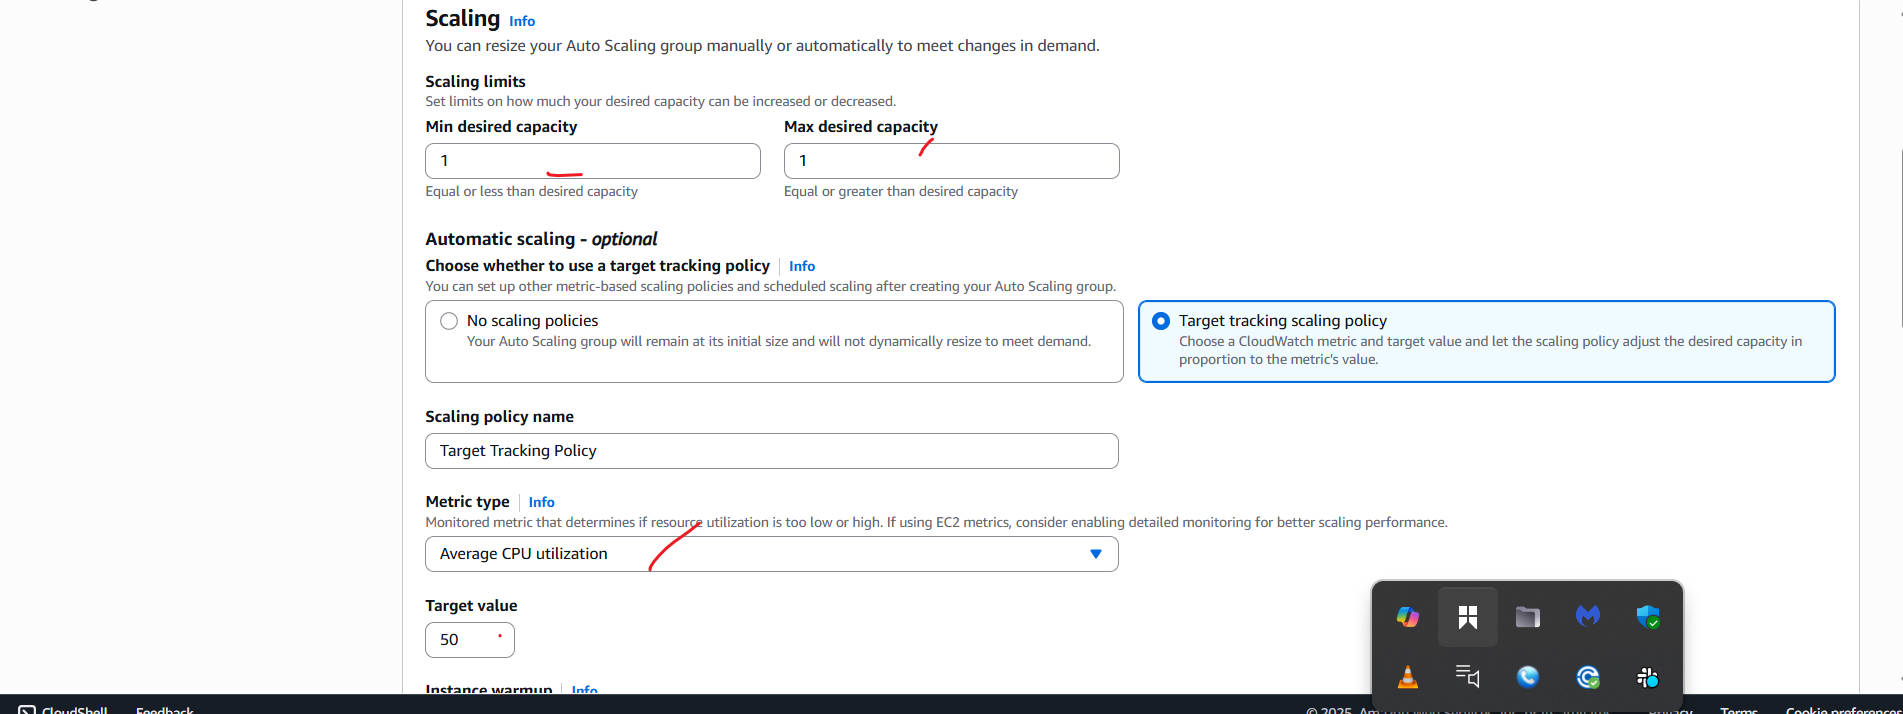 Scaling Info
You can resize your Auto Scaling group manually or automatically to meet changes in demand.
Scaling limits
Set limits on how much your desired capacity can be increased or decreased.
Min desired capacity
Max desired capacity
1
1
Equal or less than desired capacity
Equal or greater than desired capacity
Automatic scaling - optional
Choose whether to use a target tracking policy Info
You can set up other metric-based scaling policies and scheduled scaling after creating your Auto Scaling group.
No scaling policies
Your Auto Scaling group will remain at its initial size and will not dynamically resize to meet demand.
Target tracking scaling policy
Choose a CloudWatch metric and target value and let the scaling policy adjust the desired capacity in
proportion to the metric's value.
Scaling policy name
Target Tracking Policy
Metric type Info
Monitored metric that determines if resource utilization is too low or high. If using EC2 metrics, consider enabling detailed monitoring for better scaling performance.
Average CPU utilization
Target value
50
Instance warmup Info
CloudShell Feedback
© 2025, Privacy Terms Cookie preferences